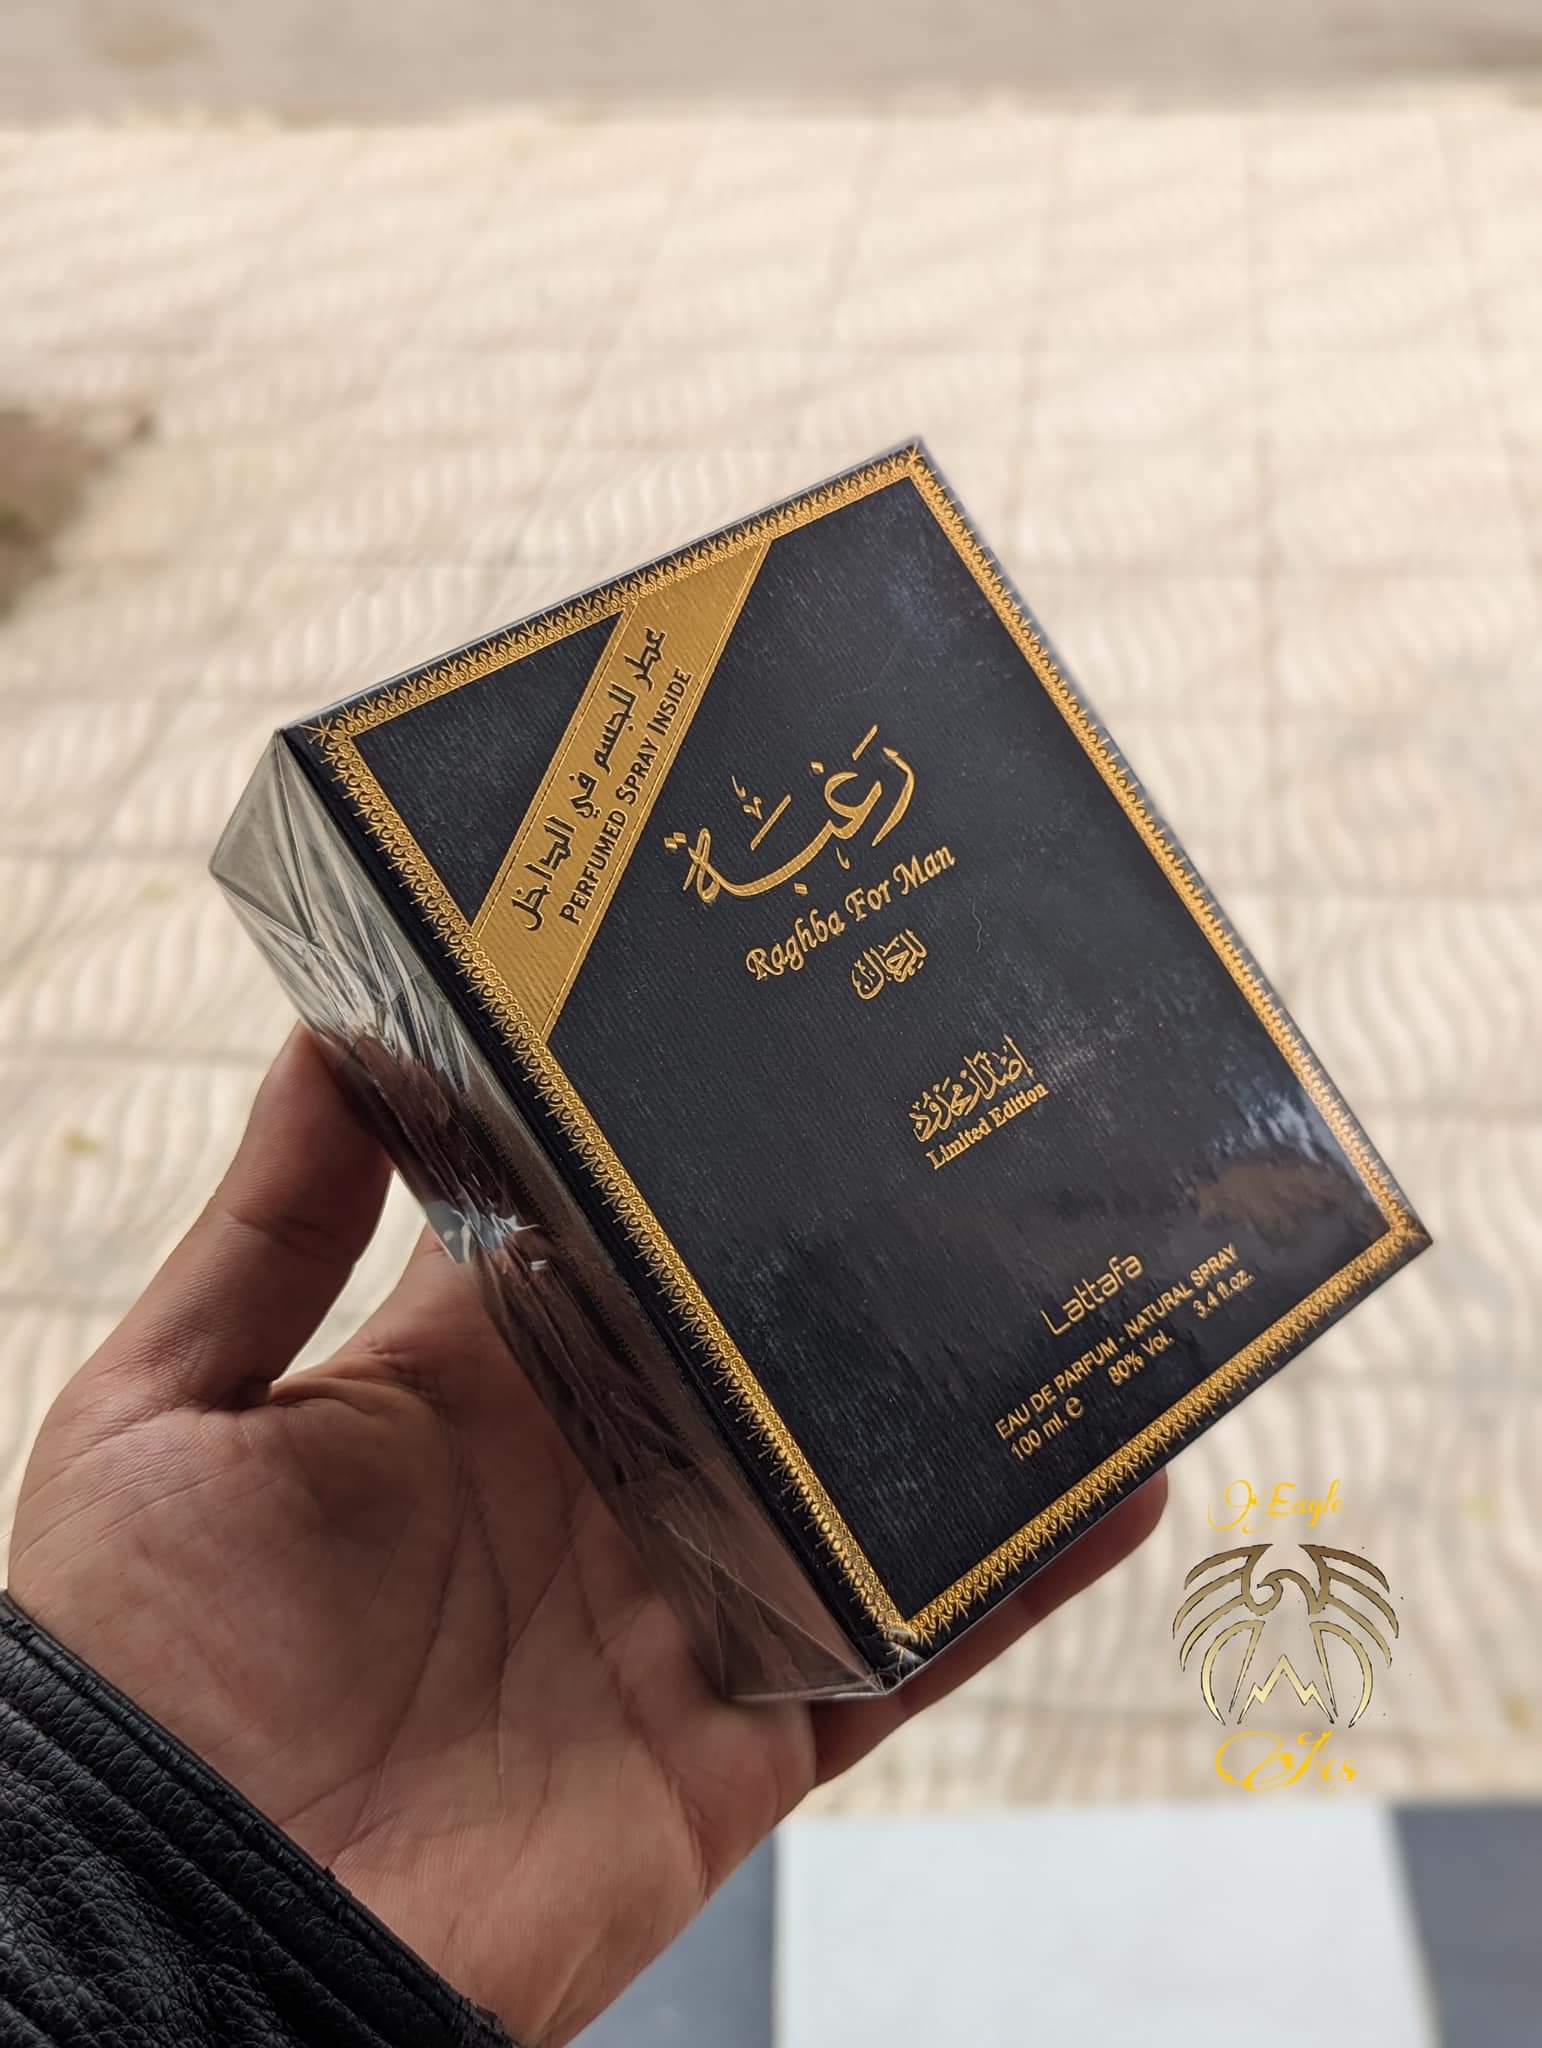 عطر للجسم في الداخل
PERFUMED SPRAY INSIDE
رغبة
Raghba For Man
للرجال
إصدار محدود
Limited Edition
Lattafa
EAU DE PARFUM - NATURAL SPRAY
100 ml. e 80% Vol. 3.4 fl.oz.
Eagle